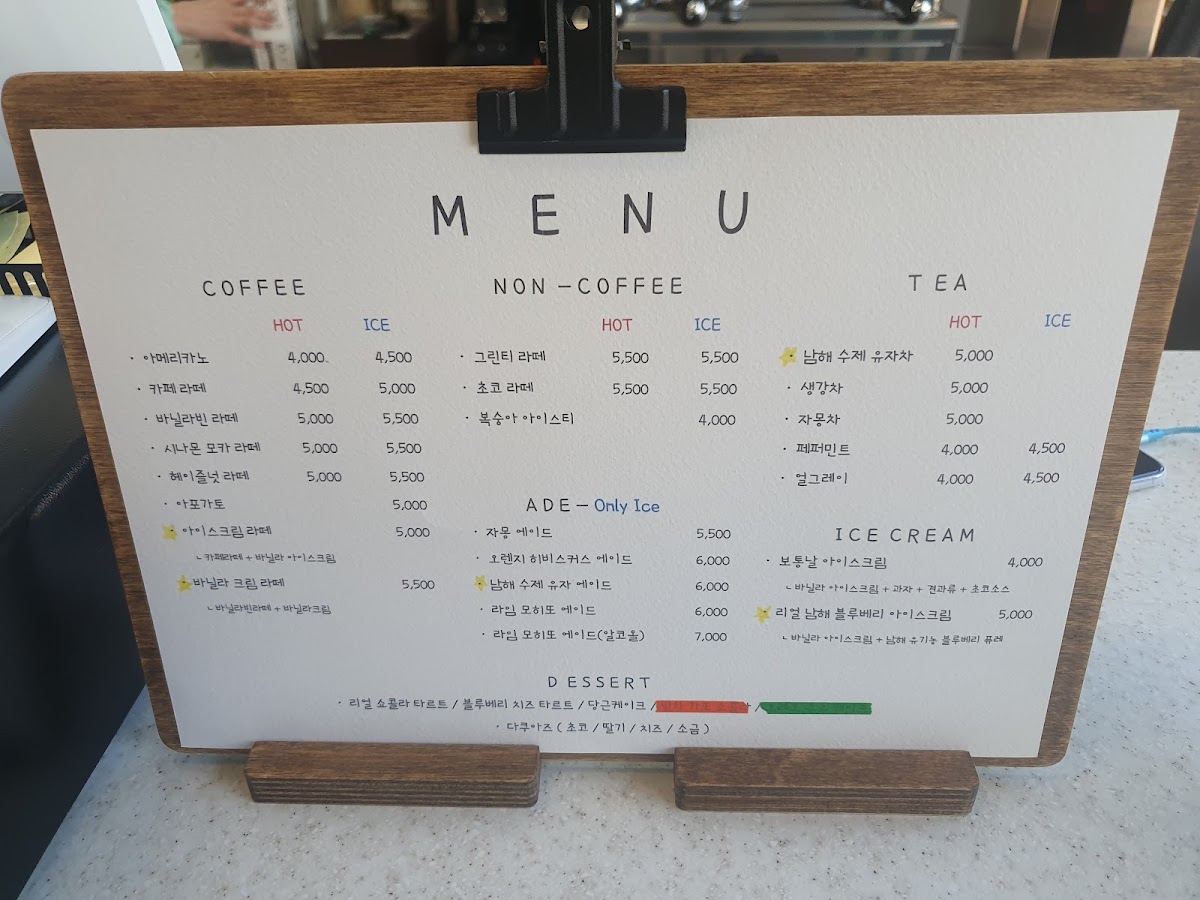 MENU
COFFEE
HOT ICE
· 아메리카노 4,000 4,500
· 카페 라떼 4,500 5,000
· 바닐라빈 라떼 5,000 5,500
· 시나몬 모카 라떼 5,000 5,500
· 헤이즐넛 라떼 5,000 5,500
· 아포가토 5,000
아이스크림 라떼 5,000
ㄴ카페라떼 + 바닐라 아이스크림
바닐라 크림 라떼 5,500
ㄴ바닐라빈라떼 + 바닐라크림
NON-COFFEE
HOT ICE
· 그린티 라떼 5,500 5,500
· 초코 라떼 5,500 5,500
· 복숭아 아이스티 4,000
ADE - Only Ice
· 자몽 에이드 5,500
· 오렌지 히비스커스 에이드 6,000
남해 수제 유자 에이드 6,000
· 라임 모히또 에이드 6,000
· 라임 모히또 에이드(알코올) 7,000
TEA
HOT ICE
남해 수제 유자차 5,000
· 생강차 5,000
· 자몽차 5,000
· 페퍼민트 4,000 4,500
· 얼그레이 4,000 4,500
ICE CREAM
· 보통날 아이스크림 4,000
ㄴ바닐라 아이스크림 + 과자 + 견과류 + 초코소스
리얼 남해 블루베리 아이스크림 5,000
ㄴ바닐라 아이스크림 + 남해 유기농 블루베리 퓨레
DESSERT
· 리얼 쇼콜라 타르트 / 블루베리 치즈 타르트 / 당근케이크 / /
· 다쿠아즈 ( 초코 / 딸기 / 치즈 / 소금 )